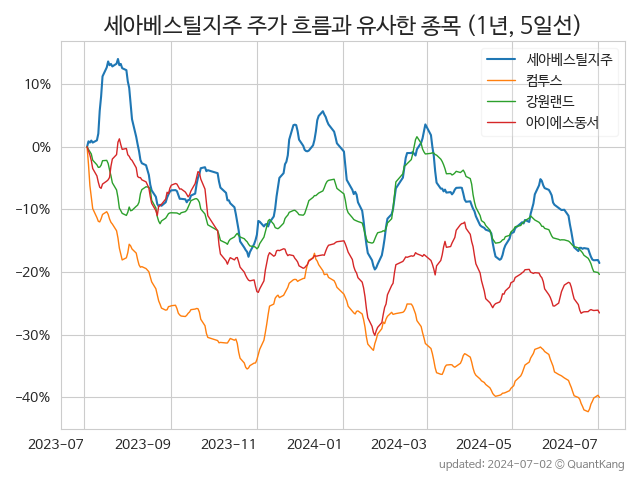 세아베스틸지주 주가 흐름과 유사한 종목 (1년, 5일선)
세아베스틸지주
컴투스
강원랜드
아이에스동서
10%
0%
−10%
−20%
−30%
−40%
2023-07 2023-09 2023-11 2024-01 2024-03 2024-05 2024-07
updated: 2024-07-02 © QuantKang